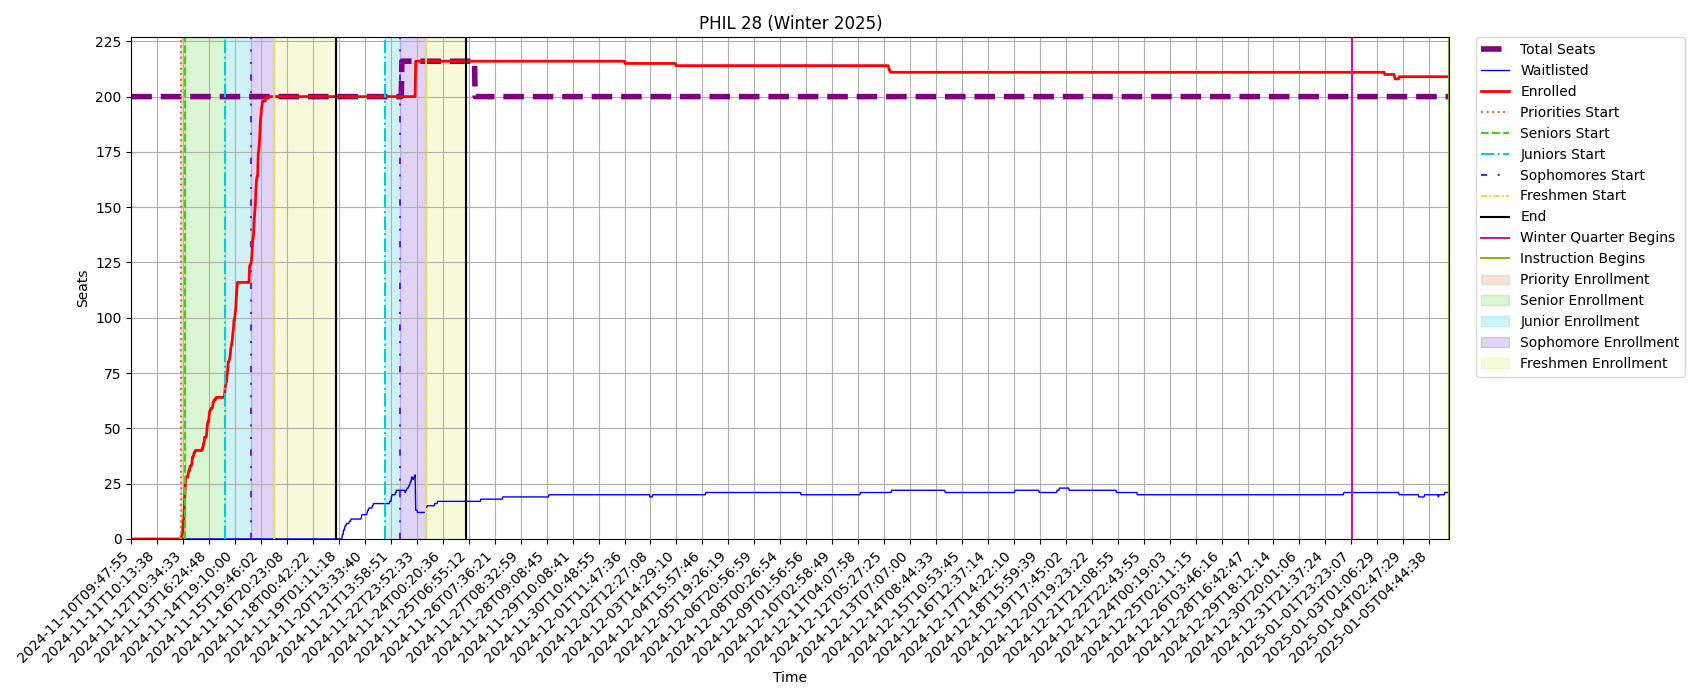 PHIL 28 (Winter 2025)
225
200
175
150
125
100
75
50
25
0
Seats
2024-11-10T09:47:55
2024-11-11T10:13:38
2024-11-12T10:34:33
2024-11-13T16:24:48
2024-11-14T19:10:00
2024-11-15T19:46:02
2024-11-16T20:23:08
2024-11-18T00:42:22
2024-11-19T01:11:18
2024-11-20T13:33:40
2024-11-21T13:58:51
2024-11-22T23:52:33
2024-11-24T00:20:36
2024-11-25T06:55:12
2024-11-26T07:36:21
2024-11-27T08:32:59
2024-11-28T09:08:45
2024-11-29T10:08:41
2024-11-30T10:48:55
2024-12-01T11:47:36
2024-12-02T12:27:08
2024-12-03T14:29:10
2024-12-04T15:57:46
2024-12-05T19:26:19
2024-12-06T20:56:59
2024-12-08T00:26:54
2024-12-09T01:56:56
2024-12-10T02:58:49
2024-12-11T04:07:58
2024-12-12T05:27:25
2024-12-13T07:07:00
2024-12-14T08:44:33
2024-12-15T10:53:45
2024-12-16T12:37:14
2024-12-17T14:22:10
2024-12-18T15:59:39
2024-12-19T17:45:02
2024-12-20T19:23:22
2024-12-21T21:08:55
2024-12-22T22:43:55
2024-12-24T00:19:03
2024-12-25T02:11:15
2024-12-26T03:46:16
2024-12-28T16:42:47
2024-12-29T18:12:14
2024-12-30T20:01:06
2024-12-31T21:37:24
2025-01-01T23:23:07
2025-01-03T01:06:29
2025-01-04T02:47:29
2025-01-05T04:44:38
Time
Total Seats
Waitlisted
Enrolled
Priorities Start
Seniors Start
Juniors Start
Sophomores Start
Freshmen Start
End
Winter Quarter Begins
Instruction Begins
Priority Enrollment
Senior Enrollment
Junior Enrollment
Sophomore Enrollment
Freshmen Enrollment